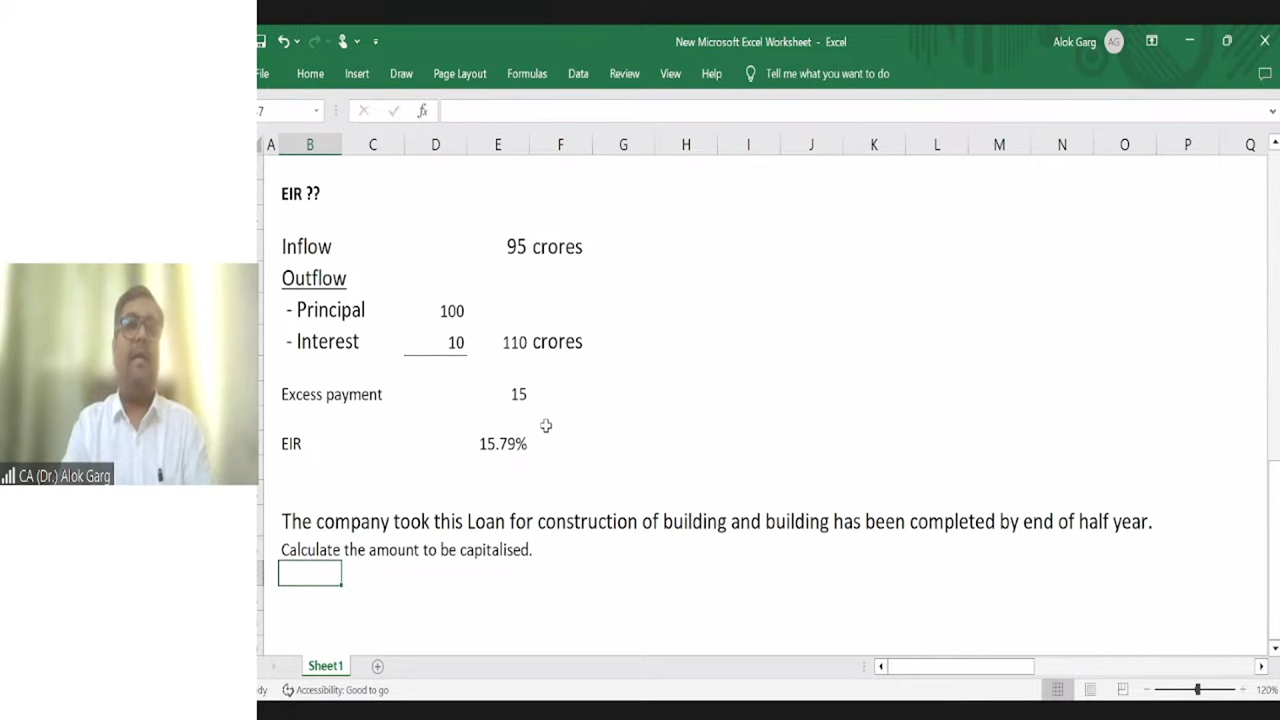 New Microsoft Excel Worksheet - Excel
Alok Garg AG
File Home Insert Draw Page Layout Formulas Data Review View Help Tell me what you want to do
fx
A B C D E F G H I J K L M N O P Q
EIR ??
Inflow 95 crores
Outflow
- Principal 100
- Interest 10 110 crores
Excess payment 15
EIR 15.79%
CA (Dr.) Alok Garg
The company took this Loan for construction of building and building has been completed by end of half year.
Calculate the amount to be capitalised.
Sheet1
Accessibility: Good to go
120%